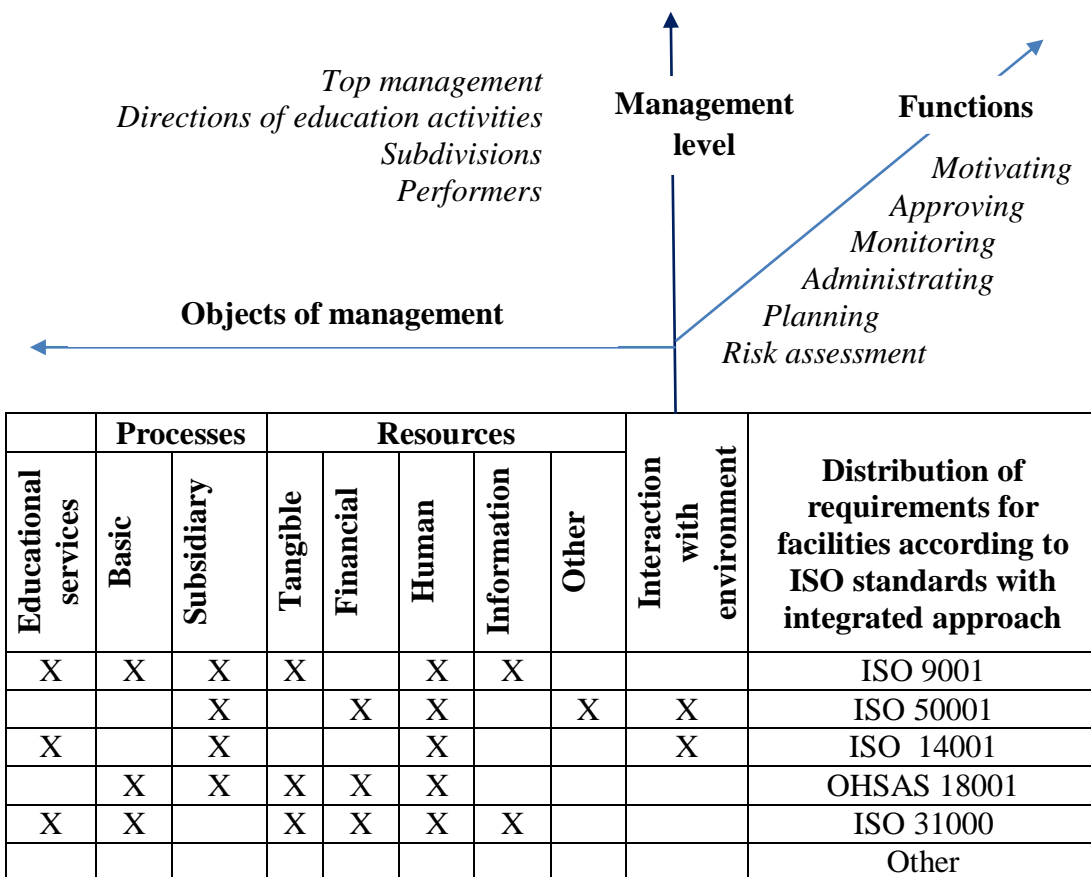 Top management
Directions of education activities
Subdivisions
Performers
Management
level
Functions
Motivating
Approving
Monitoring
Administrating
Planning
Risk assessment
Objects of management
Processes
Resources
Educational
services
Basic
Subsidiary
Tangible
Financial
Human
Information
Other
Interaction
with
environment
Distribution of
requirements for
facilities according to
ISO standards with
integrated approach
X X X X X X ISO 9001
X X X X X ISO 50001
X X X X ISO 14001
X X X X X OHSAS 18001
X X X X X X ISO 31000
Other